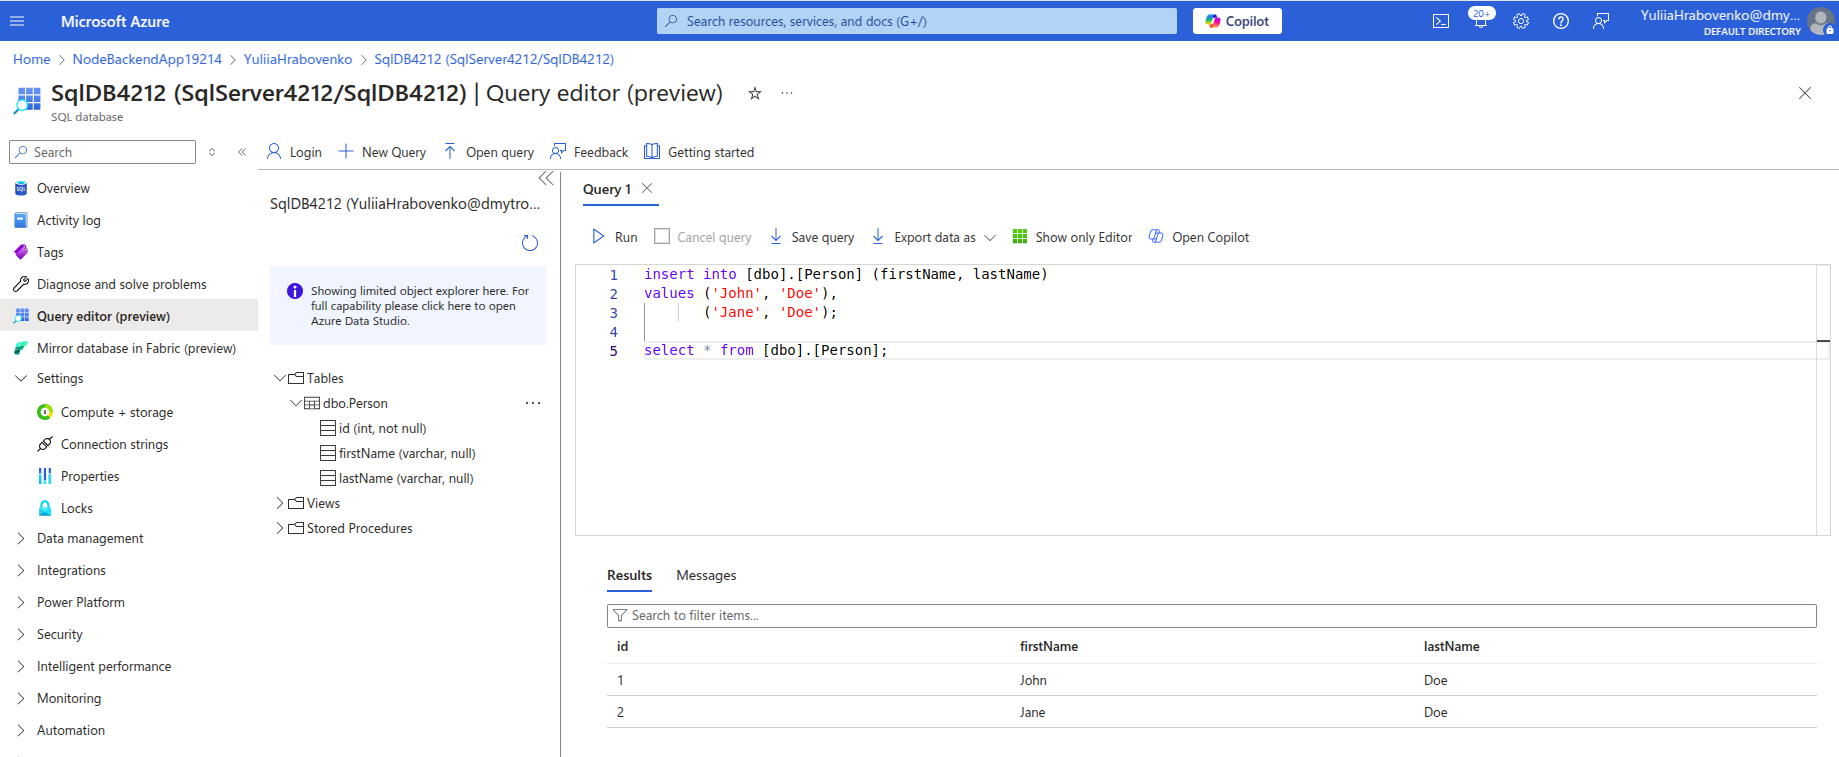 Microsoft Azure
Search resources, services, and docs (G+/)
Copilot
20+
YuliiaHrabovenko@dmy...
DEFAULT DIRECTORY
Home > NodeBackendApp19214 > YuliiaHrabovenko > SqlDB4212 (SqlServer4212/SqlDB4212)
SqlDB4212 (SqlServer4212/SqlDB4212) | Query editor (preview)
SQL database
Search
Login
New Query
Open query
Feedback
Getting started
Overview
Activity log
Tags
Diagnose and solve problems
Query editor (preview)
Mirror database in Fabric (preview)
Settings
Compute + storage
Connection strings
Properties
Locks
Data management
Integrations
Power Platform
Security
Intelligent performance
Monitoring
Automation
SqlDB4212 (YuliiaHrabovenko@dmytro...
Showing limited object explorer here. For
full capability please click here to open
Azure Data Studio.
Tables
dbo.Person
id (int, not null)
firstName (varchar, null)
lastName (varchar, null)
Views
Stored Procedures
Query 1
Run
Cancel query
Save query
Export data as
Show only Editor
Open Copilot
1 insert into [dbo].[Person] (firstName, lastName)
2 values ('John', 'Doe'),
3 ('Jane', 'Doe');
4
5 select * from [dbo].[Person];
Results
Messages
Search to filter items...
id firstName lastName
1 John Doe
2 Jane Doe